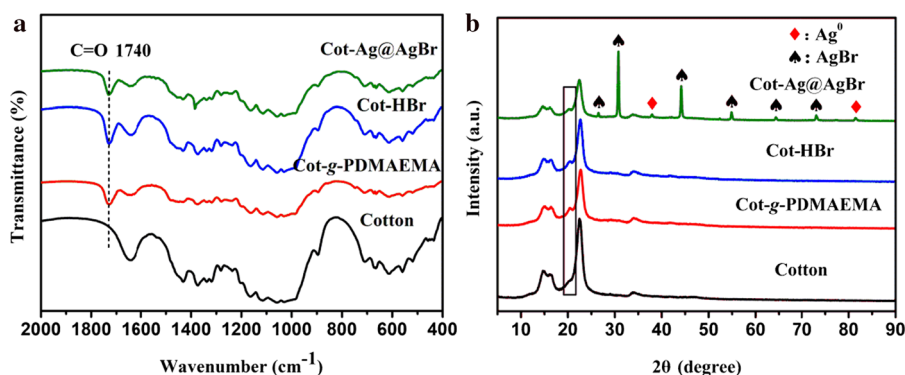 a
C=O 1740
Cot-Ag@AgBr
Cot-HBr
Cot-g-PDMAEMA
Cotton
Transmittance (%)
2000 1800 1600 1400 1200 1000 800 600 400
Wavenumber (cm-1)
b
♦: Ag0
♠: AgBr
Cot-Ag@AgBr
Cot-HBr
Cot-g-PDMAEMA
Cotton
Intensity (a.u.)
10 20 30 40 50 60 70 80 90
2θ (degree)